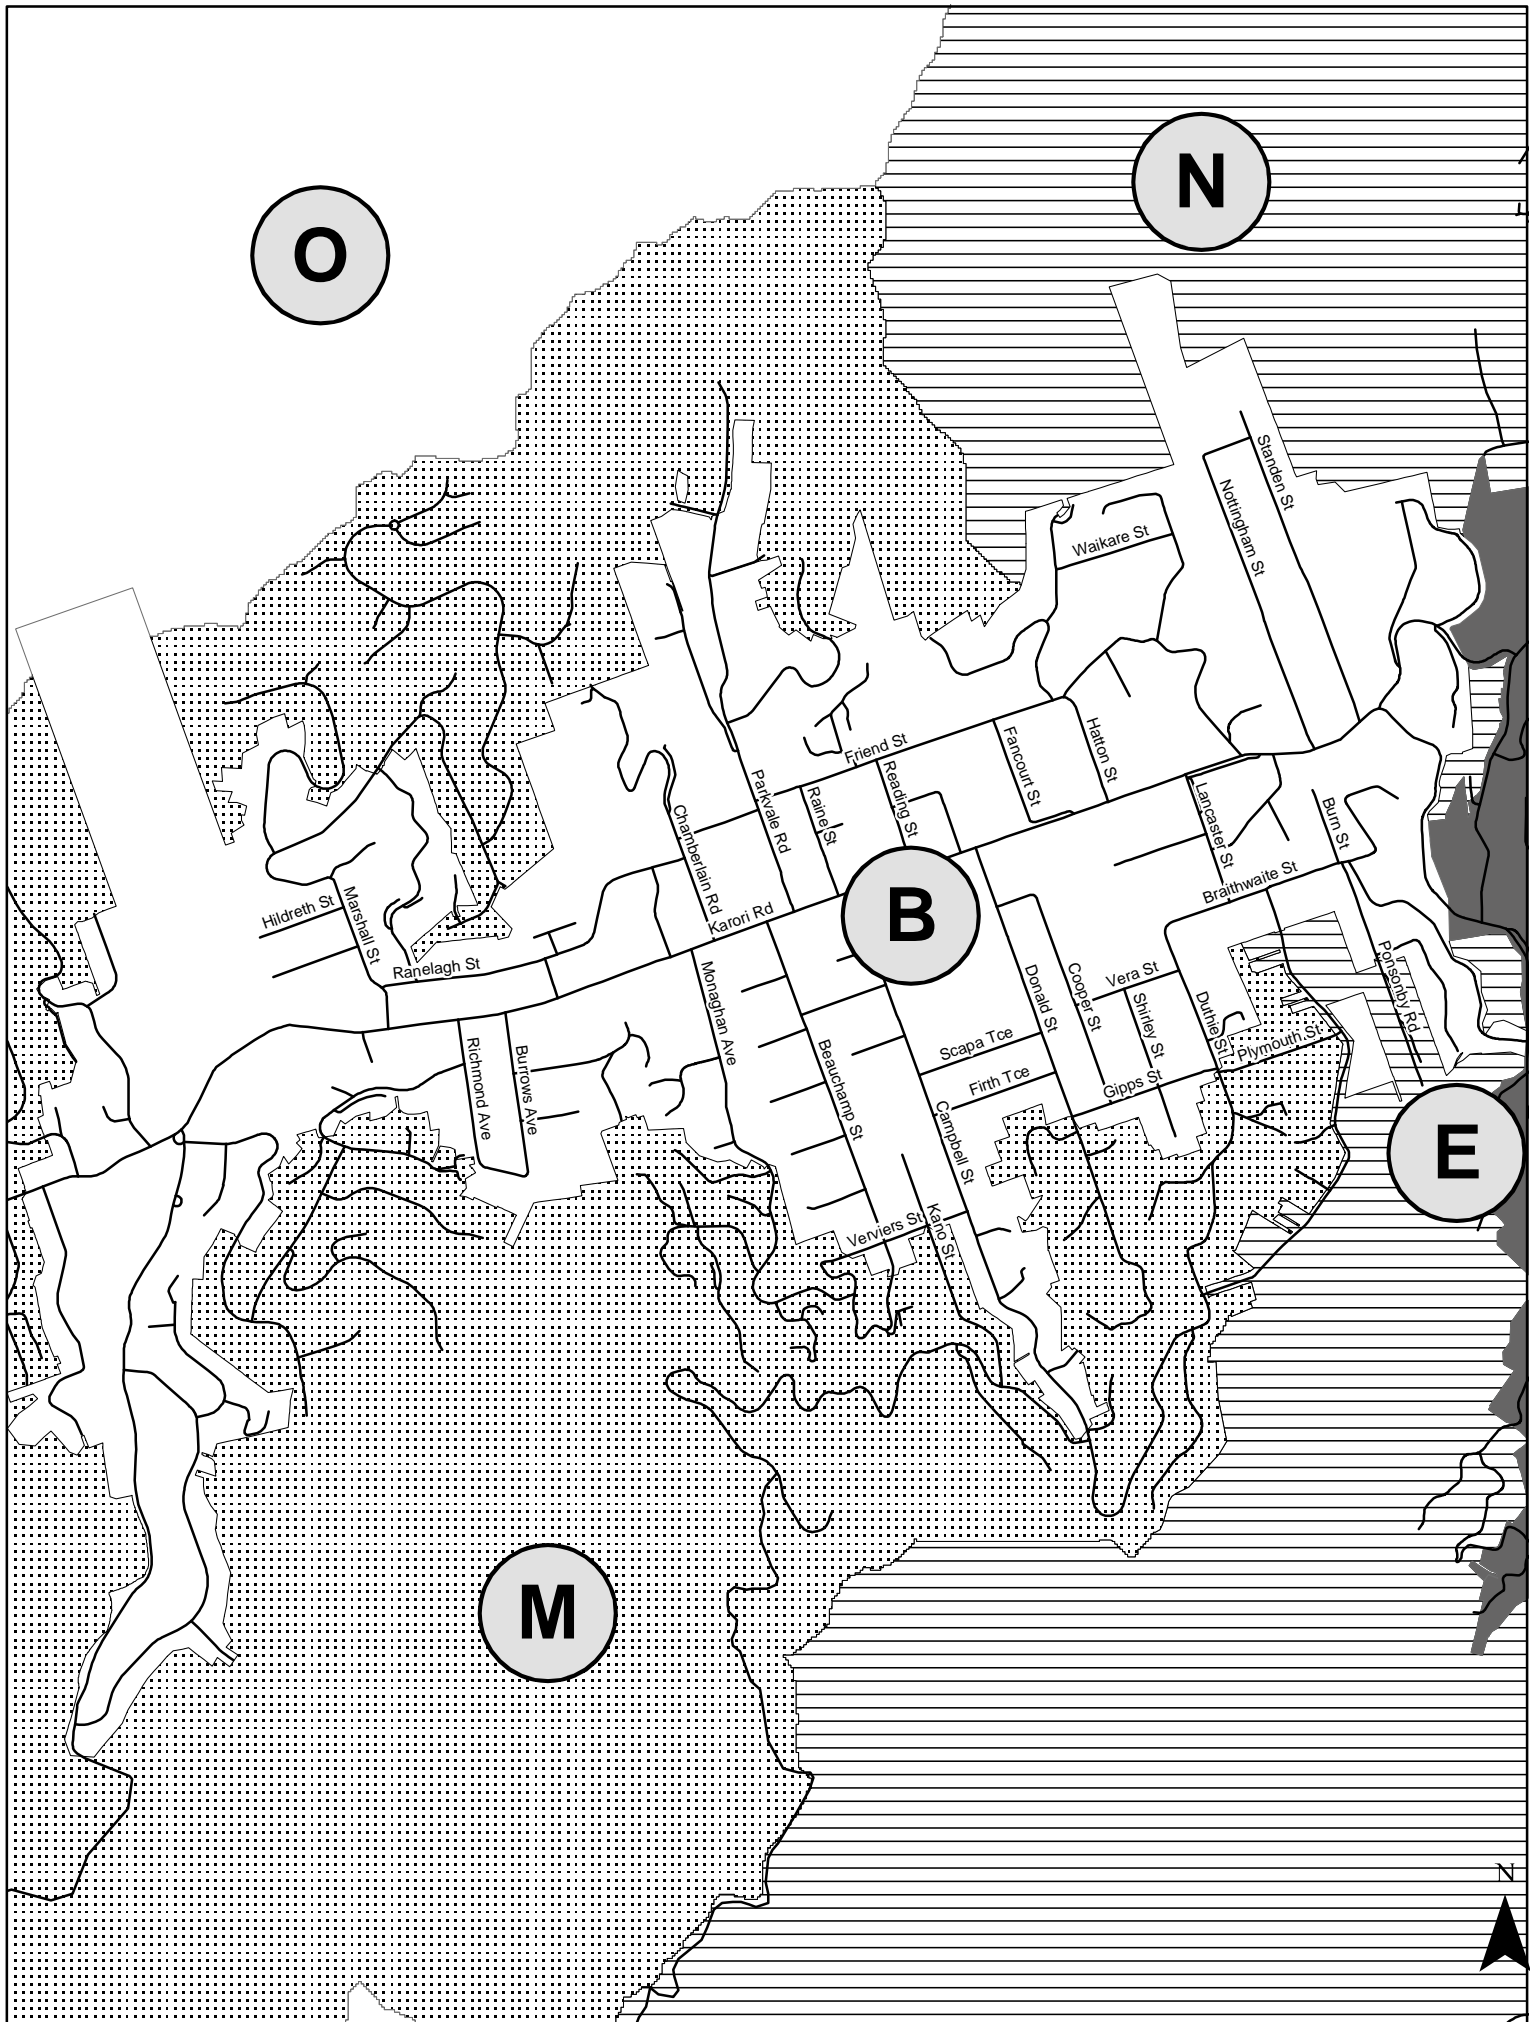 N
O
Standen St
Nottingham St
Waikare St
Hatton St
Fancourt St
Friend St
Reading St
Raine St
Parkvale Rd
Chamberlain Rd
Lancaster St
Burn St
Braithwaite St
Karori Rd
B
Hildreth St
Marshall St
Ranelagh St
Monaghan Ave
Donald St
Cooper St
Vera St
Shirley St
Duthie St
Ponsonby Rd
Plymouth St
Scapa Tce
Firth Tce
Gipps St
Richmond Ave
Burrows Ave
Beauchamp St
Campbell St
E
Verviers St
Kano St
M
N